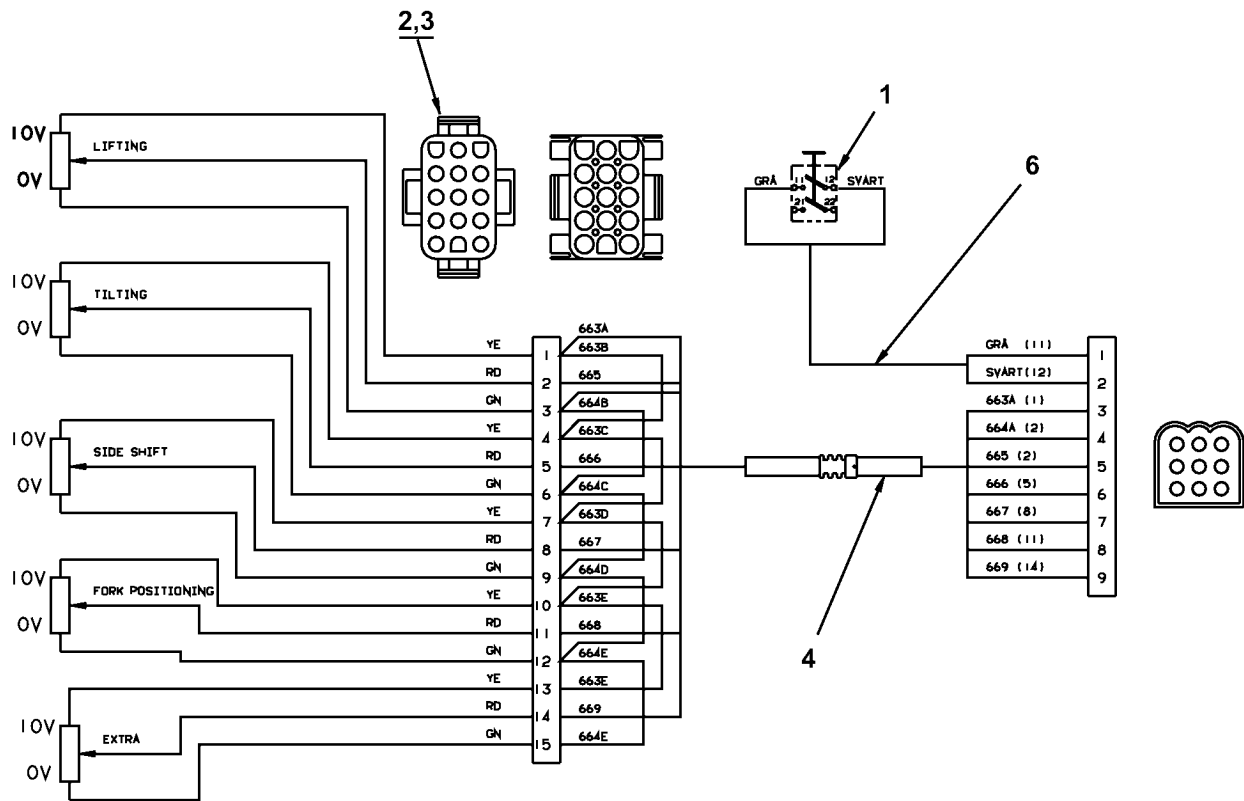 2,3
1
6
4
10V
0V
LIFTING
10V
0V
TILTING
10V
0V
SIDE SHIFT
10V
0V
FORK POSITIONING
10V
0V
EXTRA
YE 1 663A
663B
RD 2 665
GN 3 664B
YE 4 663C
RD 5 666
GN 6 664C
YE 7 663D
RD 8 667
GN 9 664D
YE 10 663E
RD 11 668
GN 12 664E
YE 13 663E
RD 14 669
GN 15 664E
GRÅ 11 12 SVART
21 22
GRÅ (11) 1
SVART(12) 2
663A (1) 3
664A (2) 4
665 (2) 5
666 (5) 6
667 (8) 7
668 (11) 8
669 (14) 9